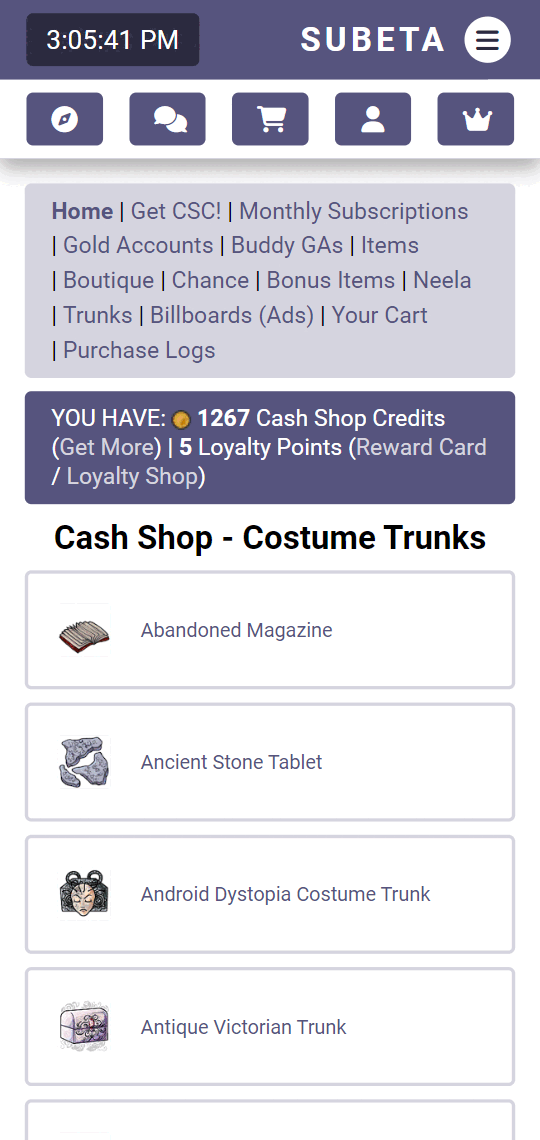 3:05:41 PM
SUBETA
Home | Get CSC! | Monthly Subscriptions
| Gold Accounts | Buddy GAs | Items
| Boutique | Chance | Bonus Items | Neela
| Trunks | Billboards (Ads) | Your Cart
| Purchase Logs
YOU HAVE: 1267 Cash Shop Credits
(Get More) | 5 Loyalty Points (Reward Card
/ Loyalty Shop)
Cash Shop - Costume Trunks
Abandoned Magazine
Ancient Stone Tablet
Android Dystopia Costume Trunk
Antique Victorian Trunk